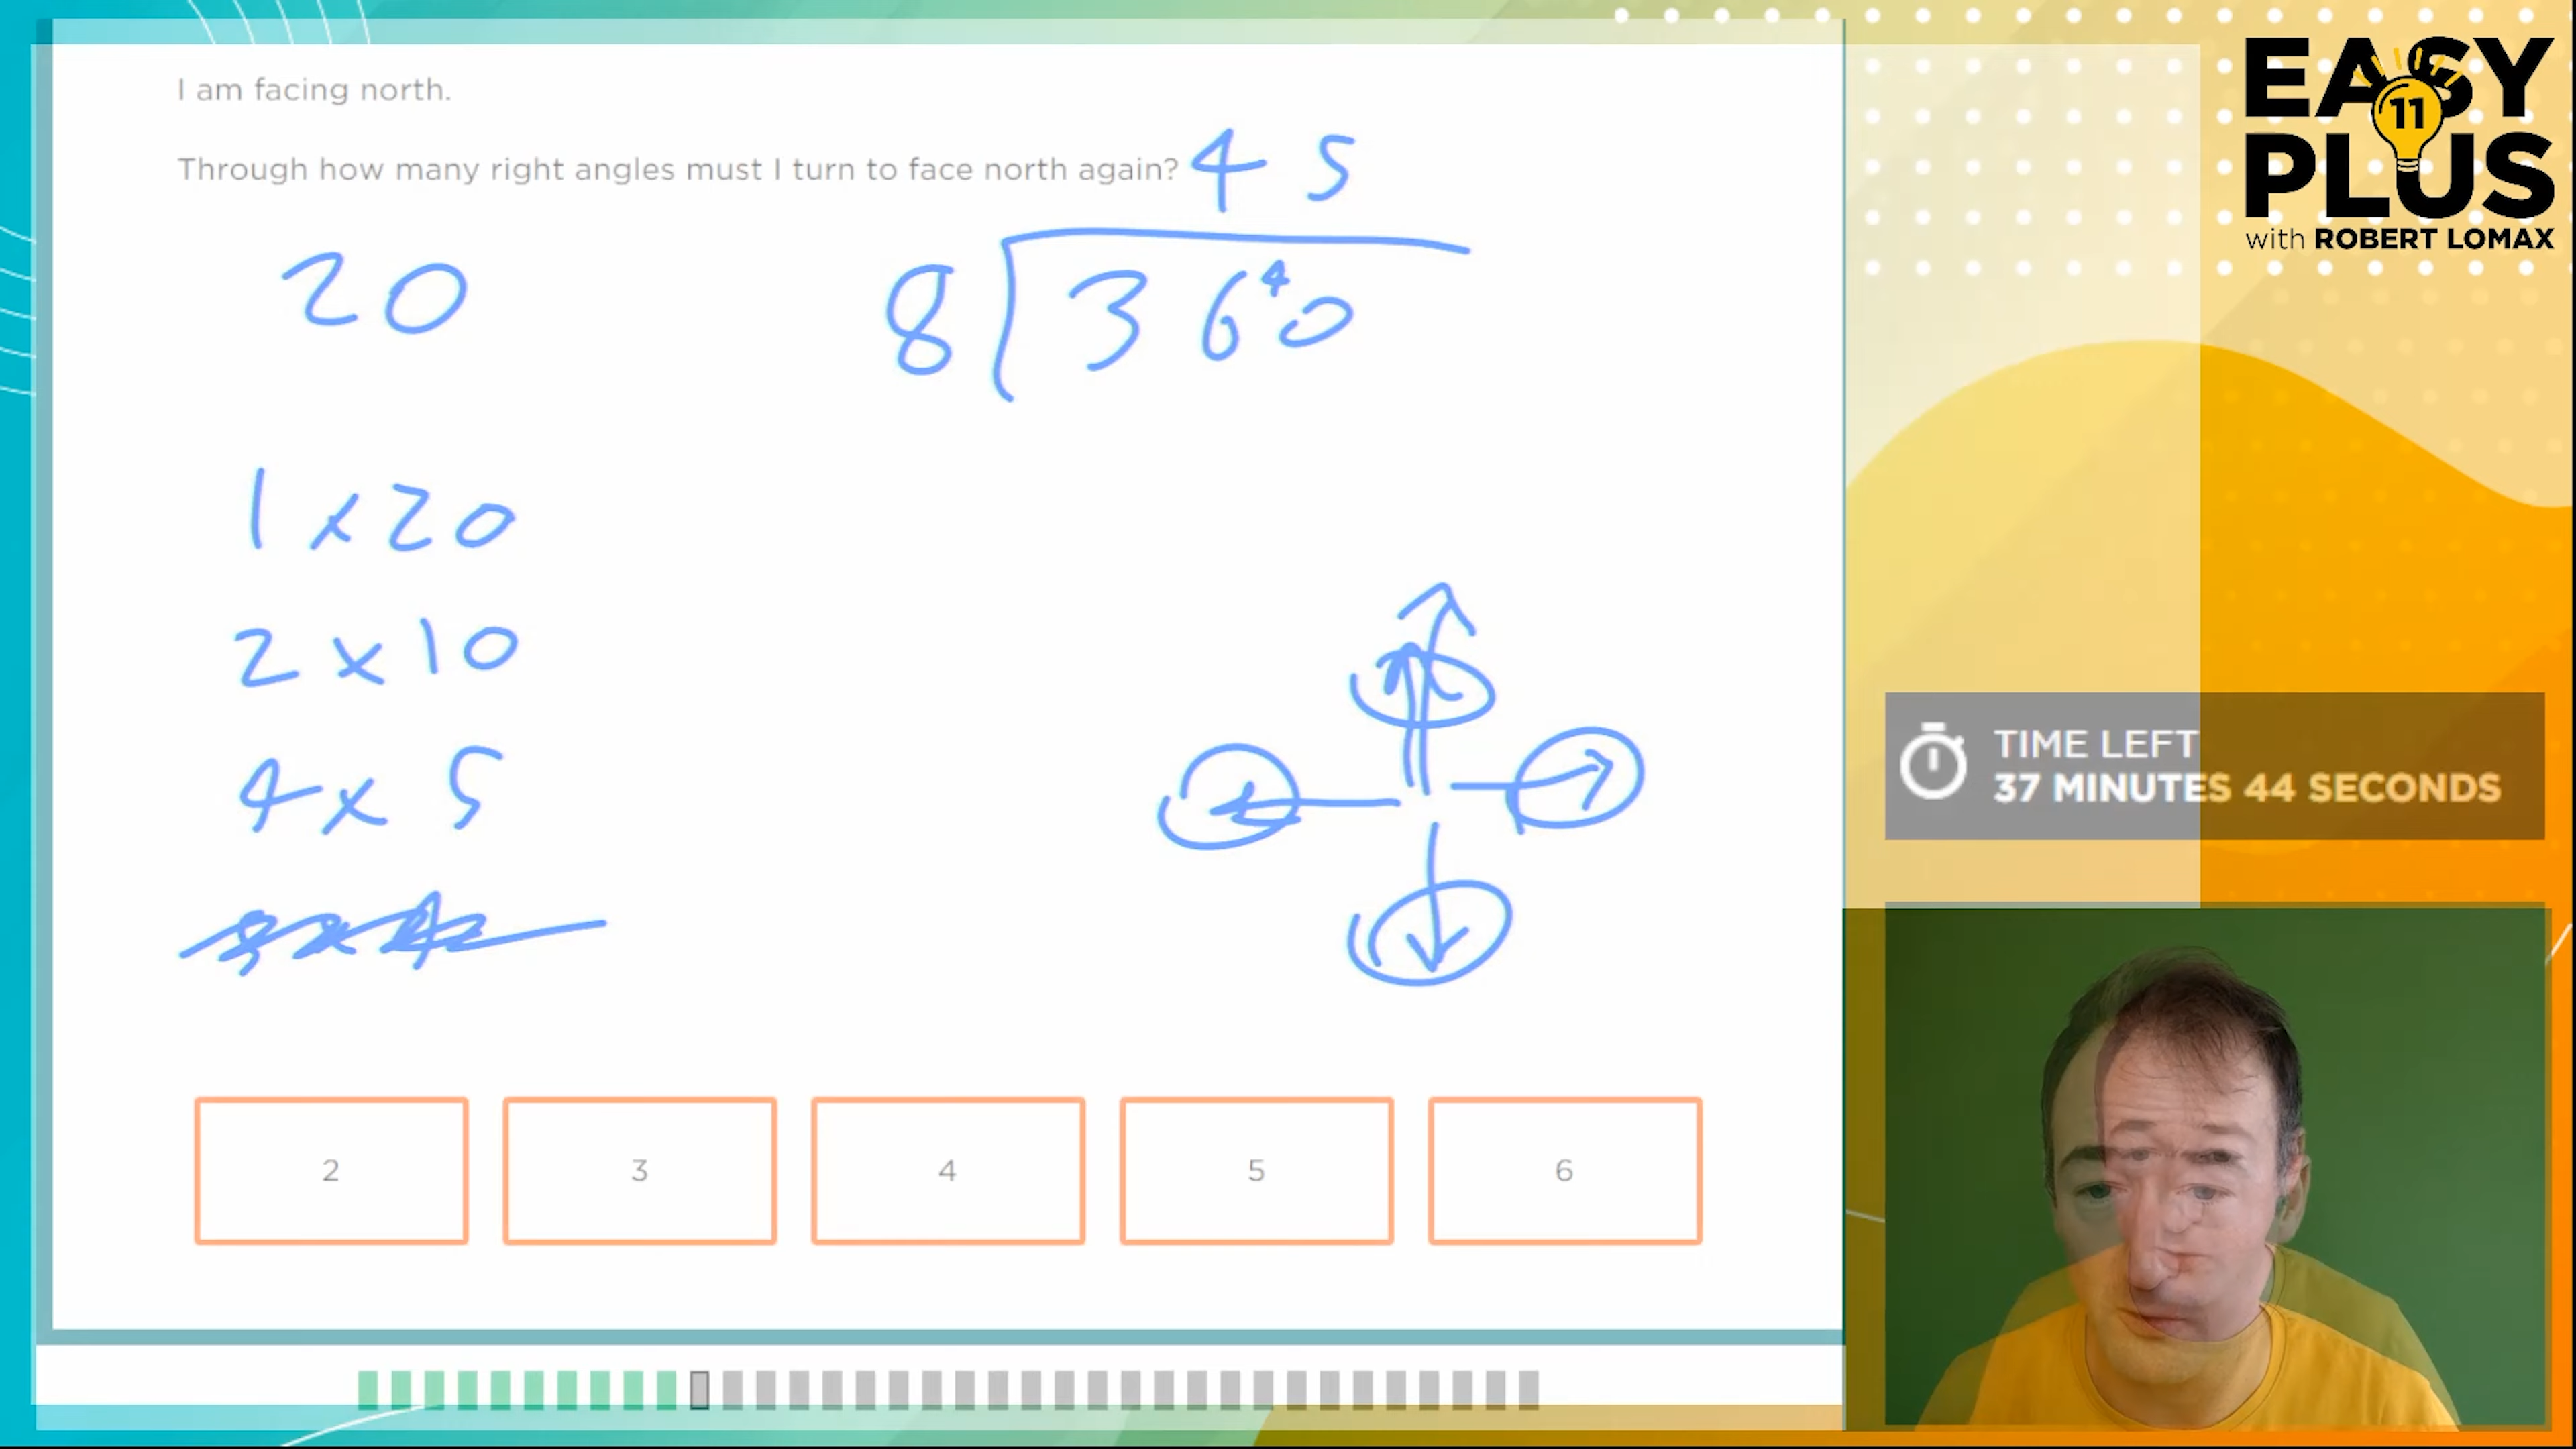 I am facing north.
Through how many right angles must I turn to face north again?
4 5
20
8 3 6 4 0
1 x 20
2 x 10
4 x 5
2
3
4
5
6
EASY
11
PLUS
with ROBERT LOMAX
TIME LEFT
37 MINUTES 44 SECONDS